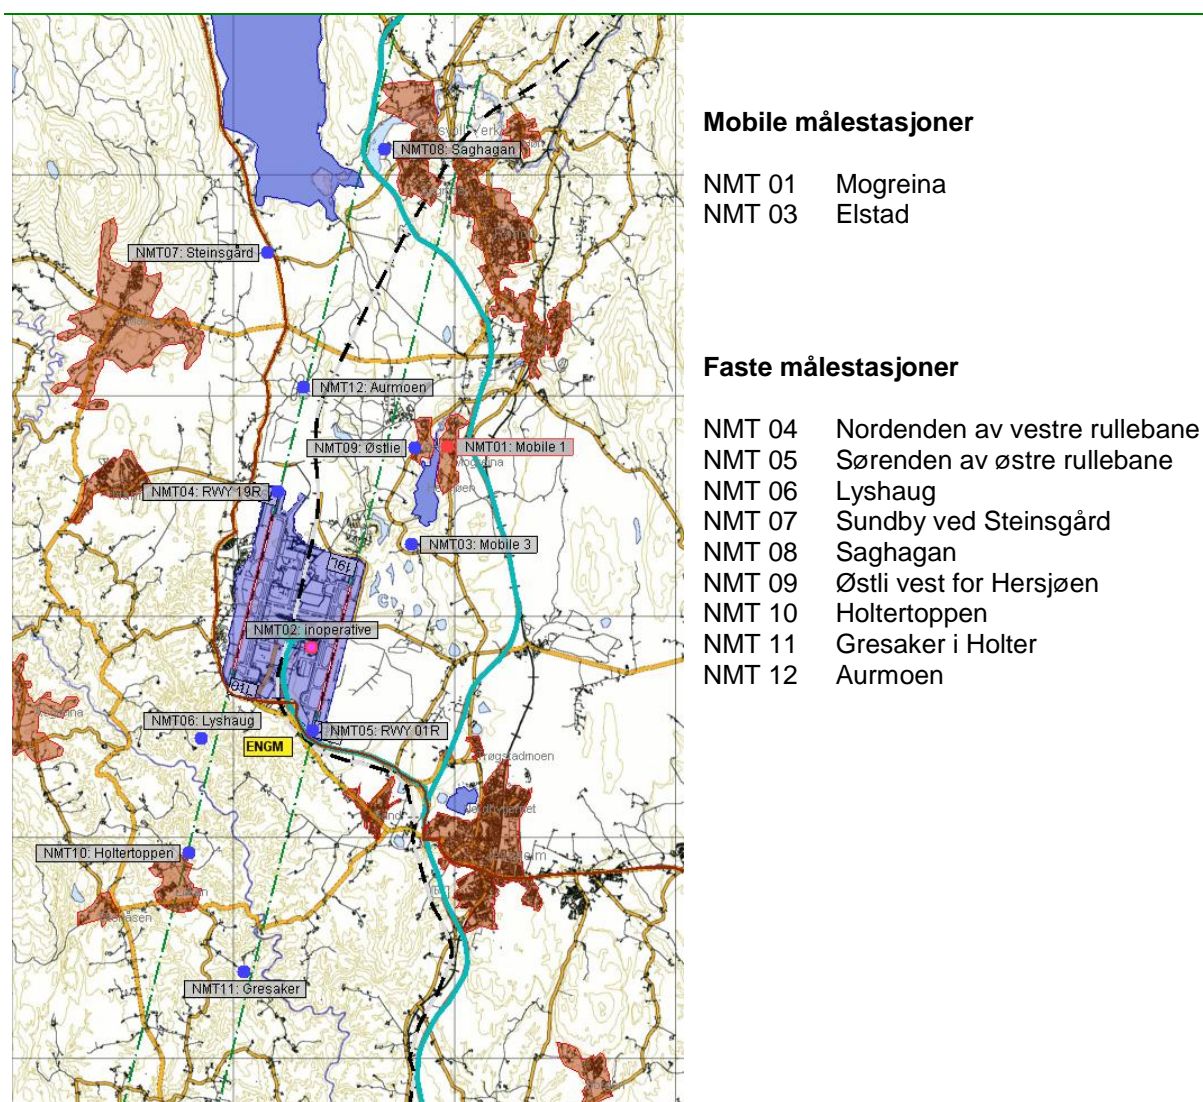 NMT08: Saghagan
NMT07: Steinsgård
NMT12: Aurmoen
NMT09: Østlie
NMT01: Mobile 1
Mogreina
NMT04: RWY 19R
NMT03: Mobile 3
19L
NMT02: inoperative
NMT06: Lyshaug
NMT05: RWY 01R
ENGM
NMT10: Holtertoppen
NMT11: Gresaker
Mobile målestasjoner
NMT 01 Mogreina
NMT 03 Elstad
Faste målestasjoner
NMT 04 Nordenden av vestre rullebane
NMT 05 Sørenden av østre rullebane
NMT 06 Lyshaug
NMT 07 Sundby ved Steinsgård
NMT 08 Saghagan
NMT 09 Østli vest for Hersjøen
NMT 10 Holtertoppen
NMT 11 Gresaker i Holter
NMT 12 Aurmoen